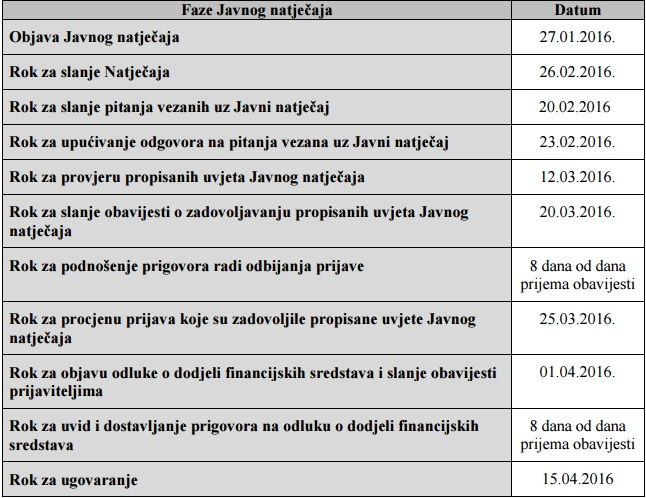 Faze Javnog natječaja Datum
Objava Javnog natječaja 27.01.2016.
Rok za slanje Natječaja 26.02.2016.
Rok za slanje pitanja vezanih uz Javni natječaj 20.02.2016
Rok za upućivanje odgovora na pitanja vezana uz Javni natječaj 23.02.2016.
Rok za provjeru propisanih uvjeta Javnog natječaja 12.03.2016.
Rok za slanje obavijesti o zadovoljavanju propisanih uvjeta Javnog 20.03.2016.
natječaja
Rok za podnošenje prigovora radi odbijanja prijave 8 dana od dana
prijema obavijesti
Rok za procjenu prijava koje su zadovoljile propisane uvjete Javnog 25.03.2016.
natječaja
Rok za objavu odluke o dodjeli financijskih sredstava i slanje obavijesti 01.04.2016.
prijaviteljima
Rok za uvid i dostavljanje prigovora na odluku o dodjeli financijskih 8 dana od dana
sredstava prijema obavijesti
Rok za ugovaranje 15.04.2016